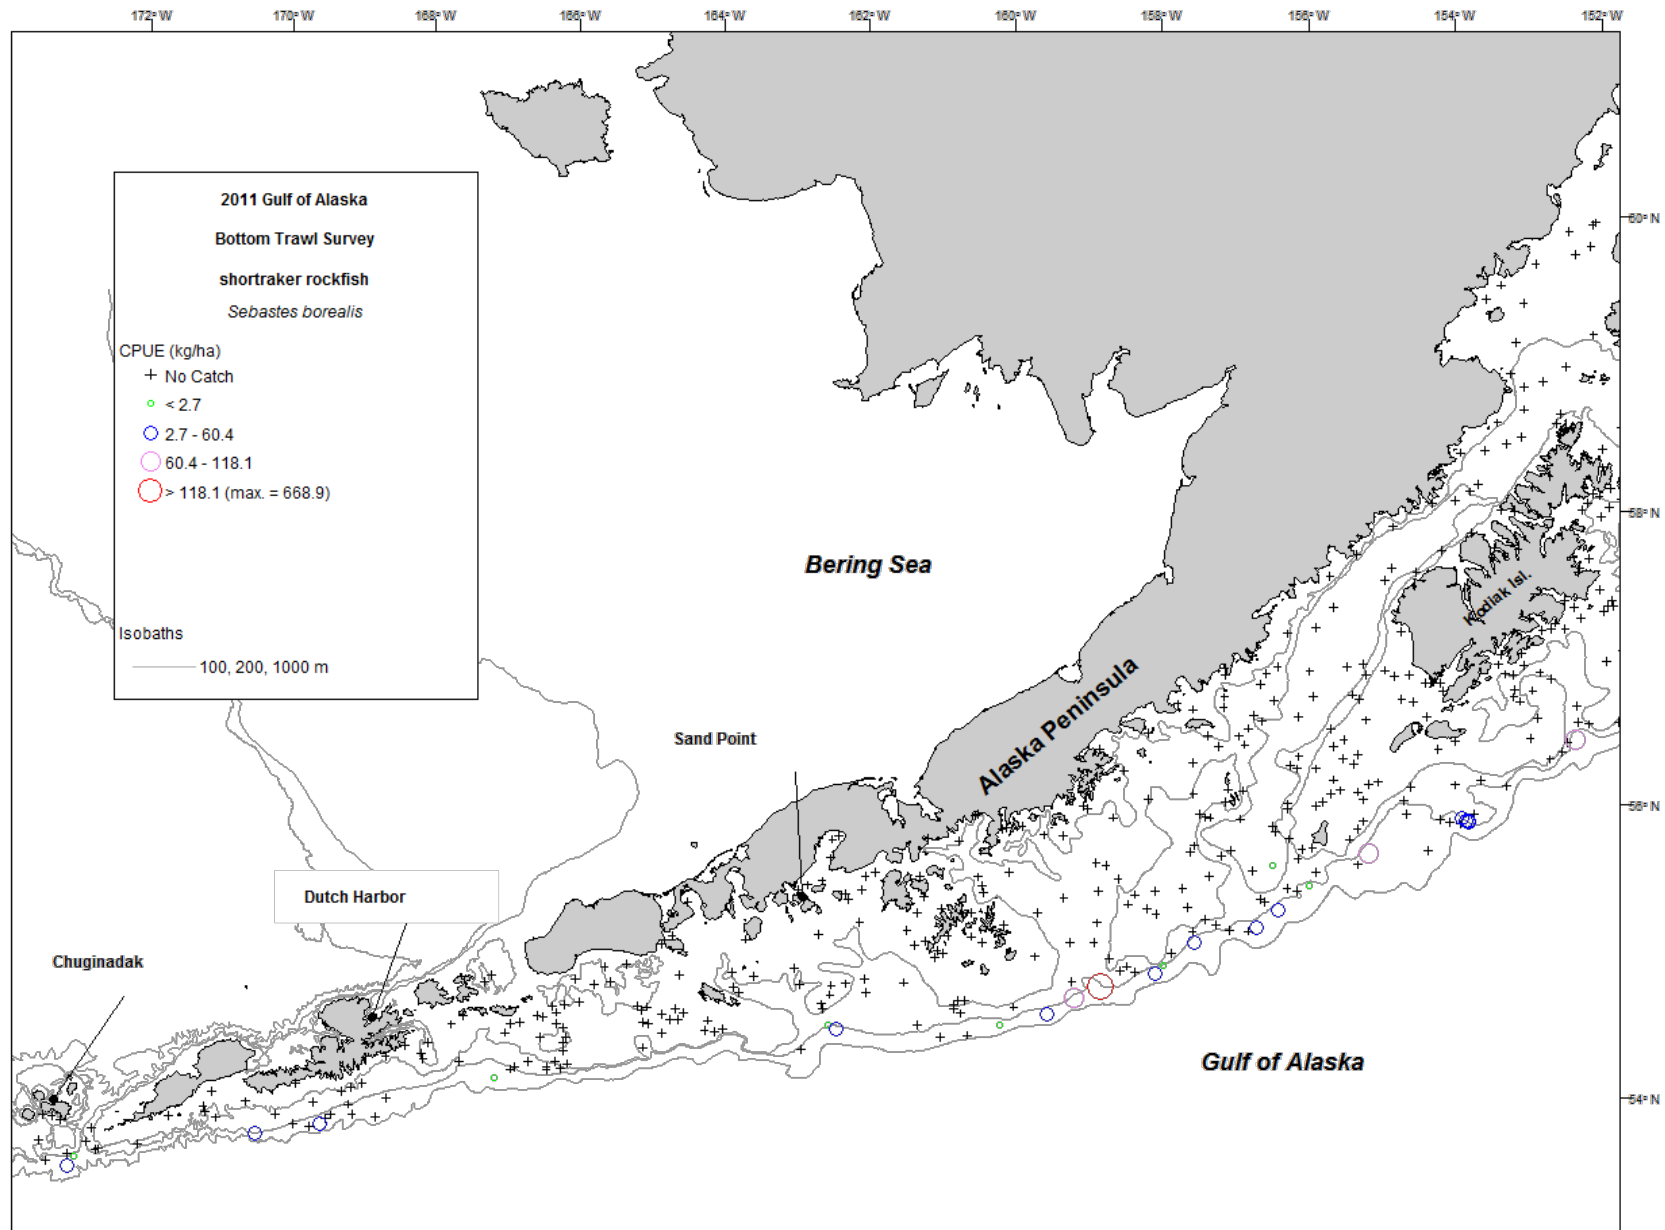 172° W 170° W 168° W 166° W 164° W 162° W 160° W 158° W 156° W 154° W 152° W
2011 Gulf of Alaska
Bottom Trawl Survey
shortraker rockfish
Sebastes borealis
CPUE (kg/ha)
No Catch
< 2.7
2.7 - 60.4
60.4 - 118.1
> 118.1 (max. = 668.9)
Isobaths
100, 200, 1000 m
60° N
58° N
Bering Sea
Kodiak Isl.
Alaska Peninsula
Sand Point
56° N
Dutch Harbor
Chuginadak
Gulf of Alaska
54° N